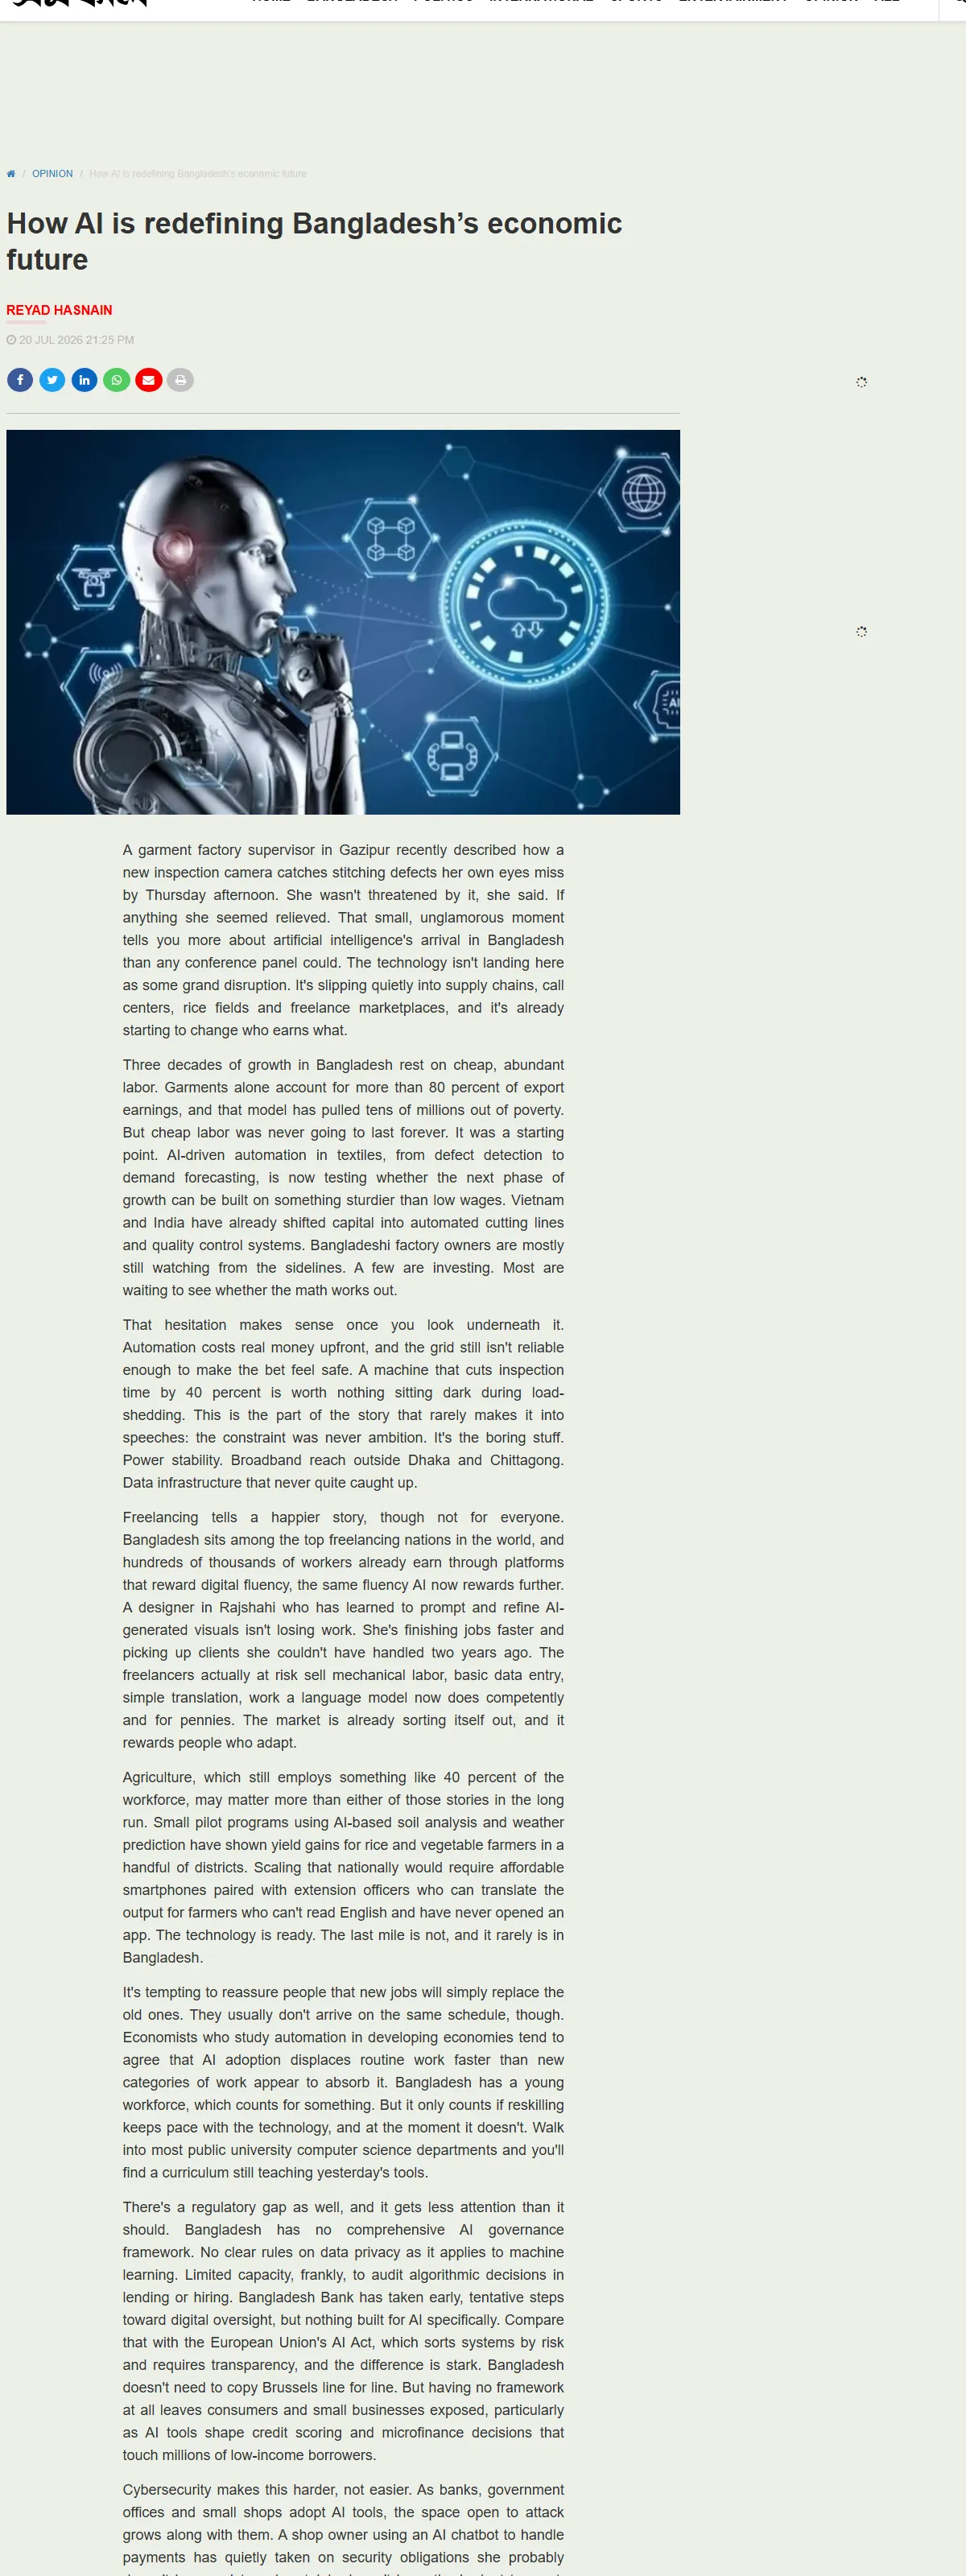 OPINION / How AI is redefining Bangladesh's economic future
How AI is redefining Bangladesh’s economic
future
REYAD HASNAIN
20 JUL 2026 21:25 PM
AI
A garment factory supervisor in Gazipur recently described how a
new inspection camera catches stitching defects her own eyes miss
by Thursday afternoon. She wasn't threatened by it, she said. If
anything she seemed relieved. That small, unglamorous moment
tells you more about artificial intelligence's arrival in Bangladesh
than any conference panel could. The technology isn't landing here
as some grand disruption. It's slipping quietly into supply chains, call
centers, rice fields and freelance marketplaces, and it's already
starting to change who earns what.
Three decades of growth in Bangladesh rest on cheap, abundant
labor. Garments alone account for more than 80 percent of export
earnings, and that model has pulled tens of millions out of poverty.
But cheap labor was never going to last forever. It was a starting
point. AI-driven automation in textiles, from defect detection to
demand forecasting, is now testing whether the next phase of
growth can be built on something sturdier than low wages. Vietnam
and India have already shifted capital into automated cutting lines
and quality control systems. Bangladeshi factory owners are mostly
still watching from the sidelines. A few are investing. Most are
waiting to see whether the math works out.
That hesitation makes sense once you look underneath it.
Automation costs real money upfront, and the grid still isn't reliable
enough to make the bet feel safe. A machine that cuts inspection
time by 40 percent is worth nothing sitting dark during load-
shedding. This is the part of the story that rarely makes it into
speeches: the constraint was never ambition. It's the boring stuff.
Power stability. Broadband reach outside Dhaka and Chittagong.
Data infrastructure that never quite caught up.
Freelancing tells a happier story, though not for everyone.
Bangladesh sits among the top freelancing nations in the world, and
hundreds of thousands of workers already earn through platforms
that reward digital fluency, the same fluency AI now rewards further.
A designer in Rajshahi who has learned to prompt and refine AI-
generated visuals isn't losing work. She's finishing jobs faster and
picking up clients she couldn't have handled two years ago. The
freelancers actually at risk sell mechanical labor, basic data entry,
simple translation, work a language model now does competently
and for pennies. The market is already sorting itself out, and it
rewards people who adapt.
Agriculture, which still employs something like 40 percent of the
workforce, may matter more than either of those stories in the long
run. Small pilot programs using AI-based soil analysis and weather
prediction have shown yield gains for rice and vegetable farmers in a
handful of districts. Scaling that nationally would require affordable
smartphones paired with extension officers who can translate the
output for farmers who can't read English and have never opened an
app. The technology is ready. The last mile is not, and it rarely is in
Bangladesh.
It's tempting to reassure people that new jobs will simply replace the
old ones. They usually don't arrive on the same schedule, though.
Economists who study automation in developing economies tend to
agree that AI adoption displaces routine work faster than new
categories of work appear to absorb it. Bangladesh has a young
workforce, which counts for something. But it only counts if reskilling
keeps pace with the technology, and at the moment it doesn't. Walk
into most public university computer science departments and you'll
find a curriculum still teaching yesterday's tools.
There's a regulatory gap as well, and it gets less attention than it
should. Bangladesh has no comprehensive AI governance
framework. No clear rules on data privacy as it applies to machine
learning. Limited capacity, frankly, to audit algorithmic decisions in
lending or hiring. Bangladesh Bank has taken early, tentative steps
toward digital oversight, but nothing built for AI specifically. Compare
that with the European Union's AI Act, which sorts systems by risk
and requires transparency, and the difference is stark. Bangladesh
doesn't need to copy Brussels line for line. But having no framework
at all leaves consumers and small businesses exposed, particularly
as AI tools shape credit scoring and microfinance decisions that
touch millions of low-income borrowers.
Cybersecurity makes this harder, not easier. As banks, government
offices and small shops adopt AI tools, the space open to attack
grows along with them. A shop owner using an AI chatbot to handle
payments has quietly taken on security obligations she probably